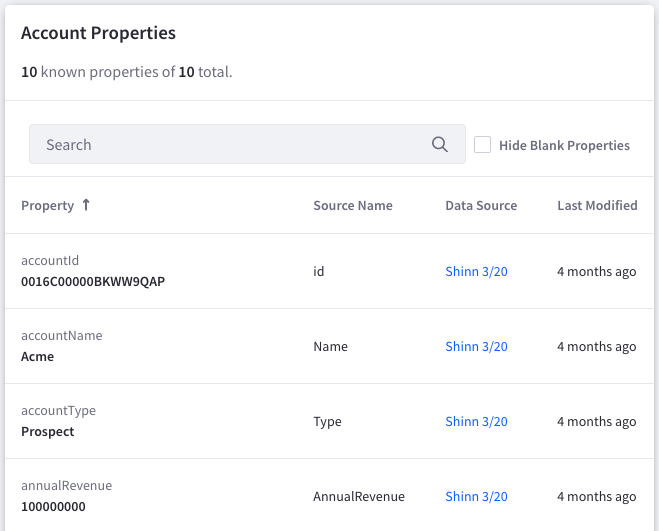 Account Properties
10 known properties of 10 total.
Search
Hide Blank Properties
Property ↑ Source Name Data Source Last Modified
accountId
0016C00000BKWW9QAP id Shinn 3/20 4 months ago
accountName
Acme Name Shinn 3/20 4 months ago
accountType
Prospect Type Shinn 3/20 4 months ago
annualRevenue
100000000 AnnualRevenue Shinn 3/20 4 months ago